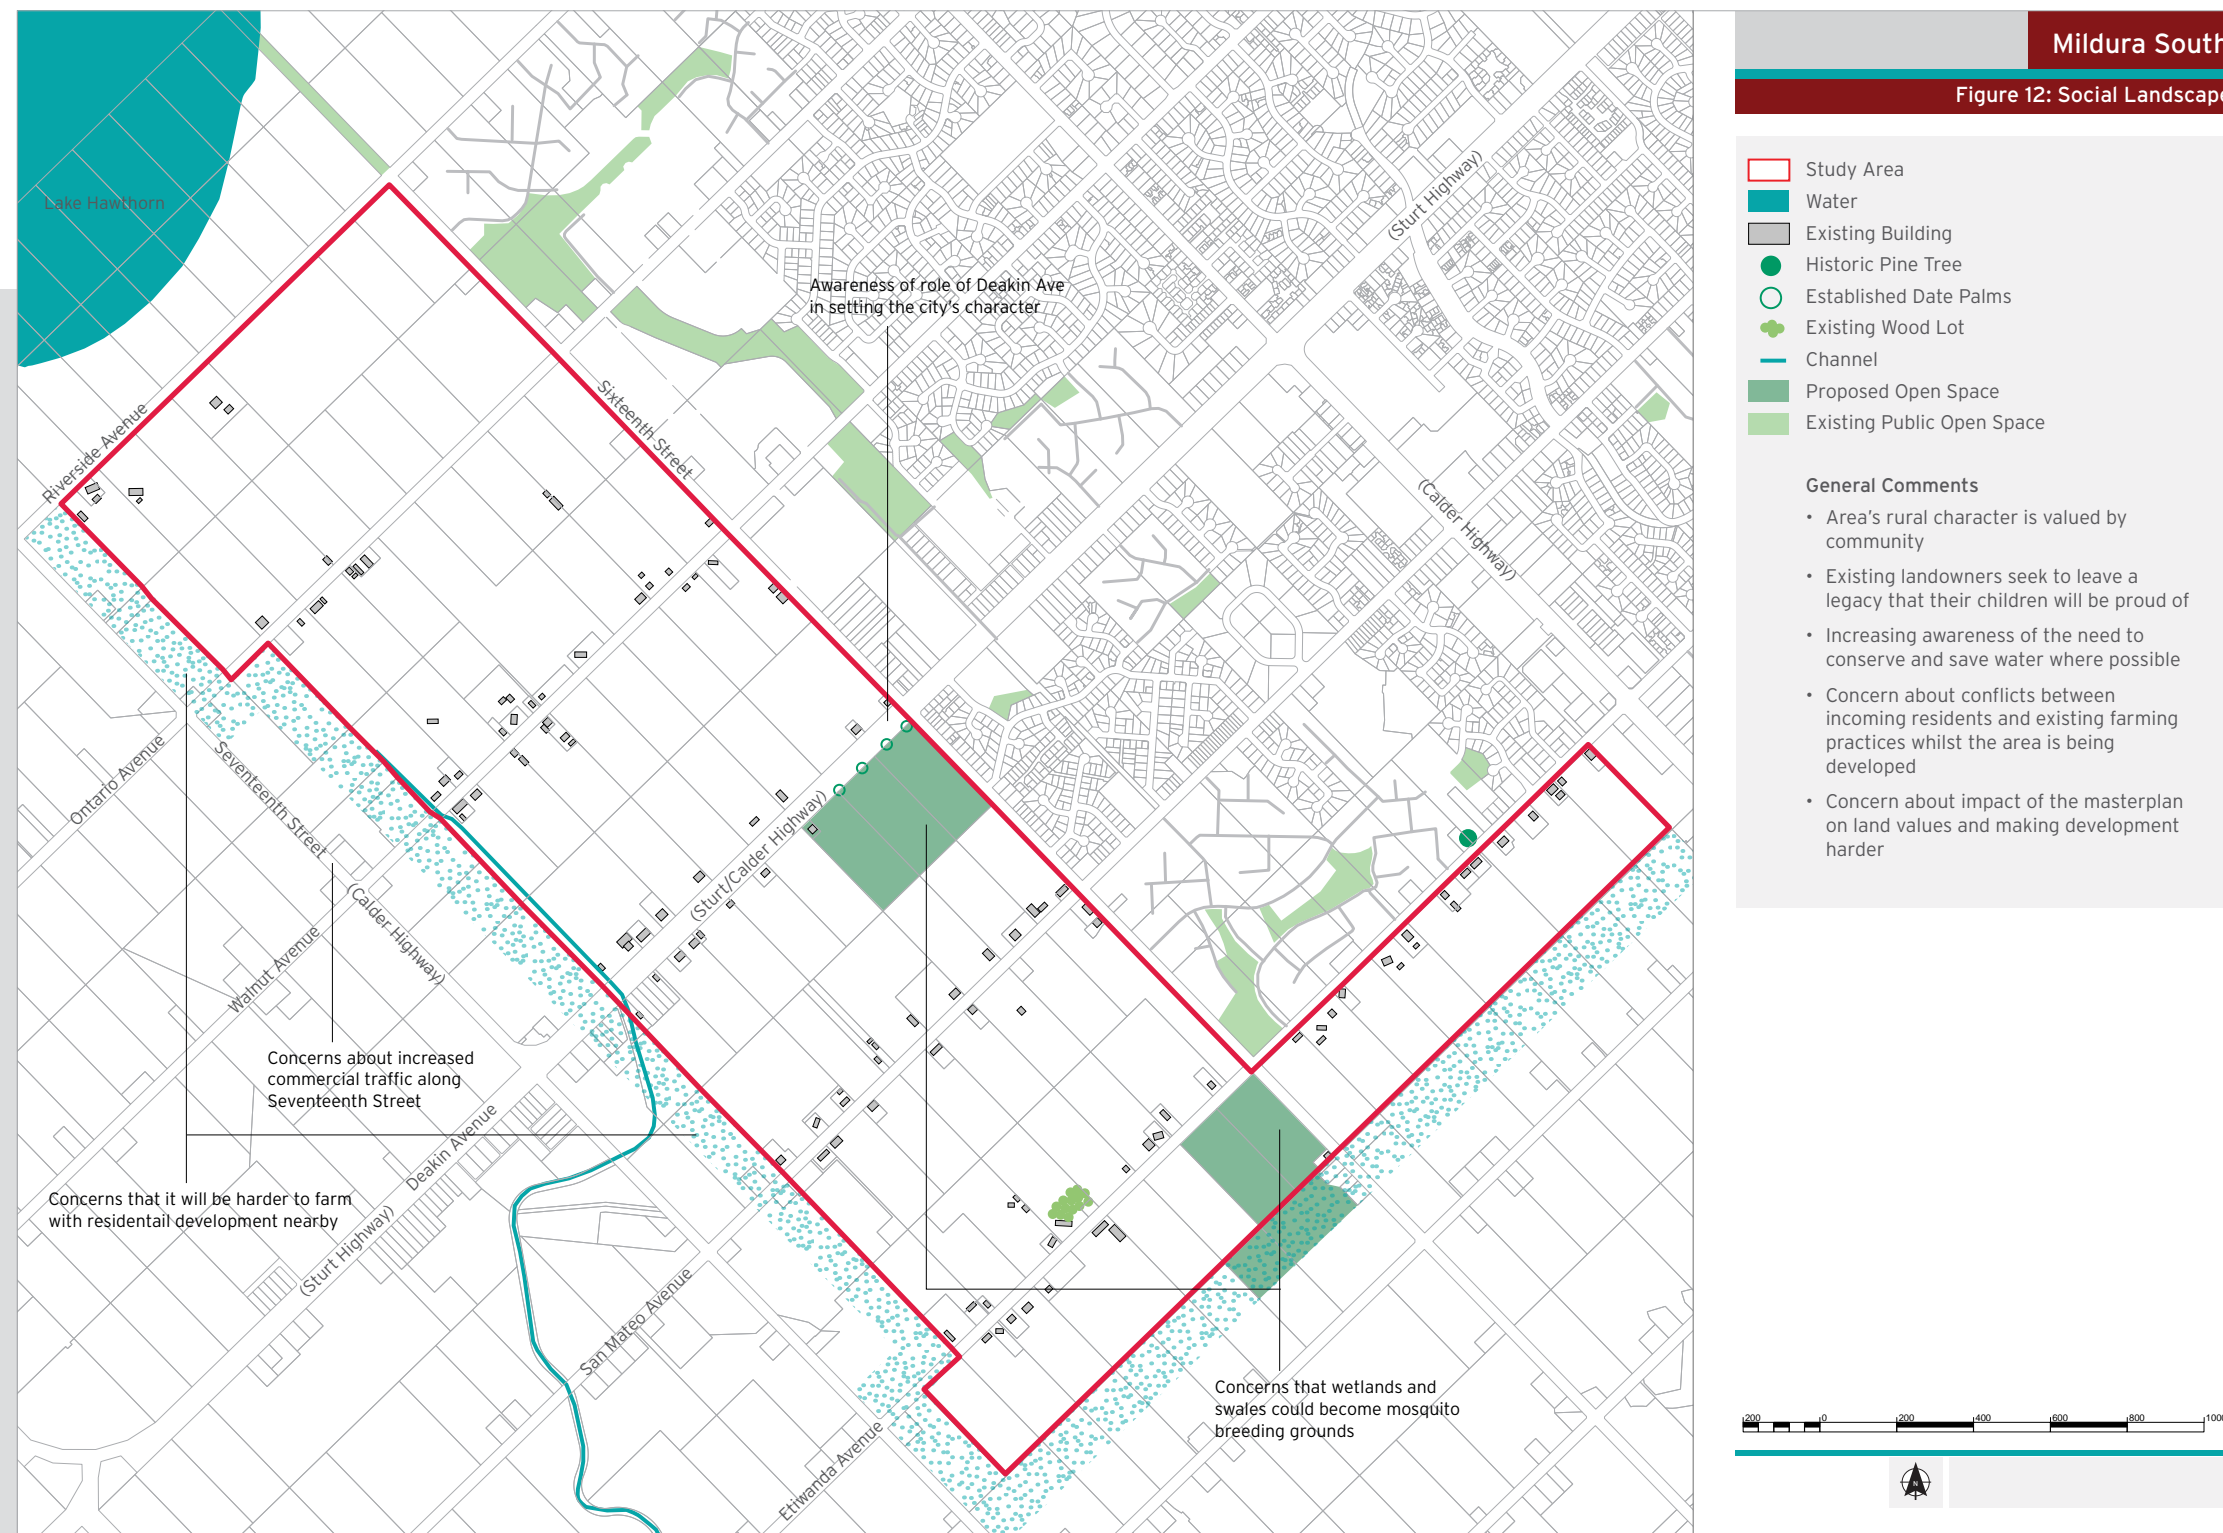 Mildura South
Figure 12: Social Landscape
Study Area
Water
Existing Building
Historic Pine Tree
Established Date Palms
Existing Wood Lot
Channel
Proposed Open Space
Existing Public Open Space
General Comments
• Area's rural character is valued by
community
• Existing landowners seek to leave a
legacy that their children will be proud of
• Increasing awareness of the need to
conserve and save water where possible
• Concern about conflicts between
incoming residents and existing farming
practices whilst the area is being
developed
• Concern about impact of the masterplan
on land values and making development
harder
200 0 200 400 600 800 1000
N
Lake Hawthorn
(Sturt Highway)
Awareness of role of Deakin Ave
in setting the city's character
Sixteenth Street
Riverside Avenue
(Calder Highway)
Ontario Avenue
Seventeenth Street
(Sturt/Calder Highway)
(Calder Highway)
Walnut Avenue
Concerns about increased
commercial traffic along
Seventeenth Street
Deakin Avenue
Concerns that it will be harder to farm
with residentail development nearby
(Sturt Highway)
San Mateo Avenue
Concerns that wetlands and
swales could become mosquito
breeding grounds
Etiwanda Avenue